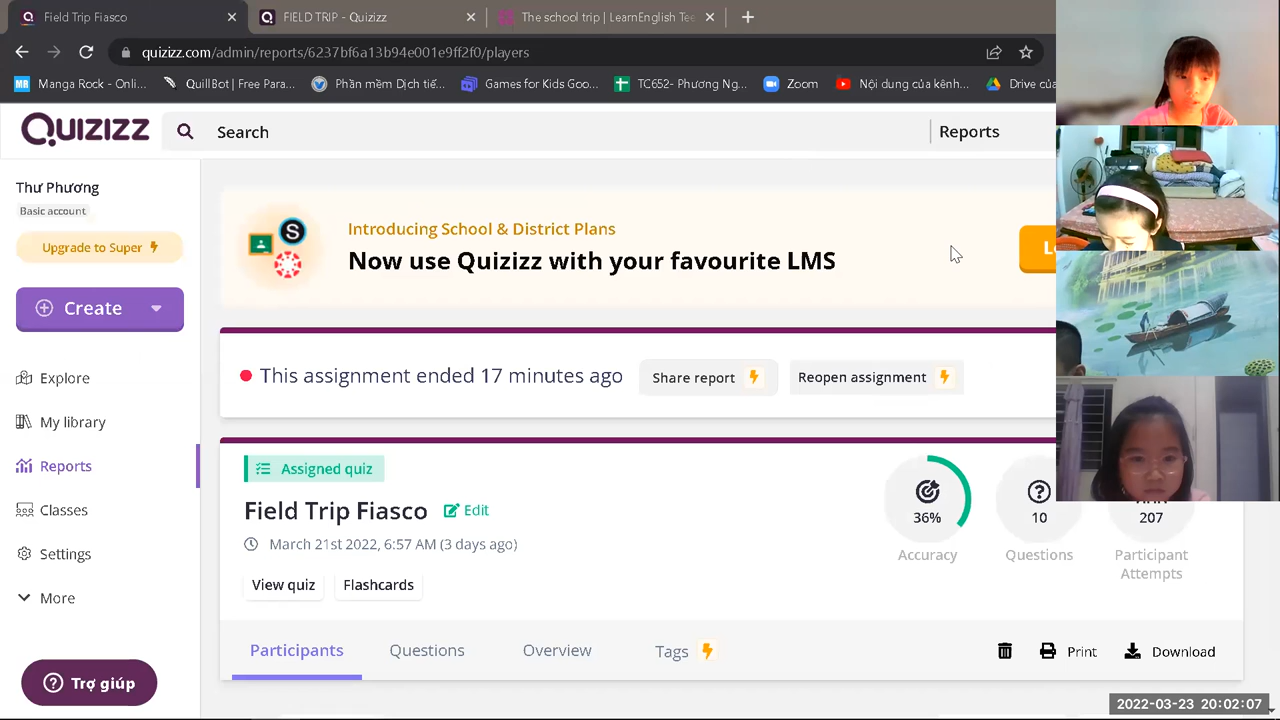 Field Trip Fiasco
FIELD TRIP - Quizizz
The school trip | LearnEnglish Tee
quizizz.com/admin/reports/6237bf6a13b94e001e9ff2f0/players
MR Manga Rock - Onli...
QuillBot | Free Para...
Phần mềm Dịch tiế...
Games for Kids Goo...
TC652- Phương Ng...
Zoom
Nội dung của kênh...
Drive củ
QUIZIZZ
Search
Reports
Thư Phương
Basic account
Upgrade to Super
Introducing School & District Plans
Now use Quizizz with your favourite LMS
S
Create
This assignment ended 17 minutes ago
Share report
Reopen assignment
Explore
My library
Reports
Classes
Settings
More
Assigned quiz
Field Trip Fiasco
Edit
March 21st 2022, 6:57 AM (3 days ago)
View quiz
Flashcards
36%
Accuracy
10
Questions
207
Participant
Attempts
Participants
Questions
Overview
Tags
Print
Download
Trợ giúp
2022-03-23 20:02:07